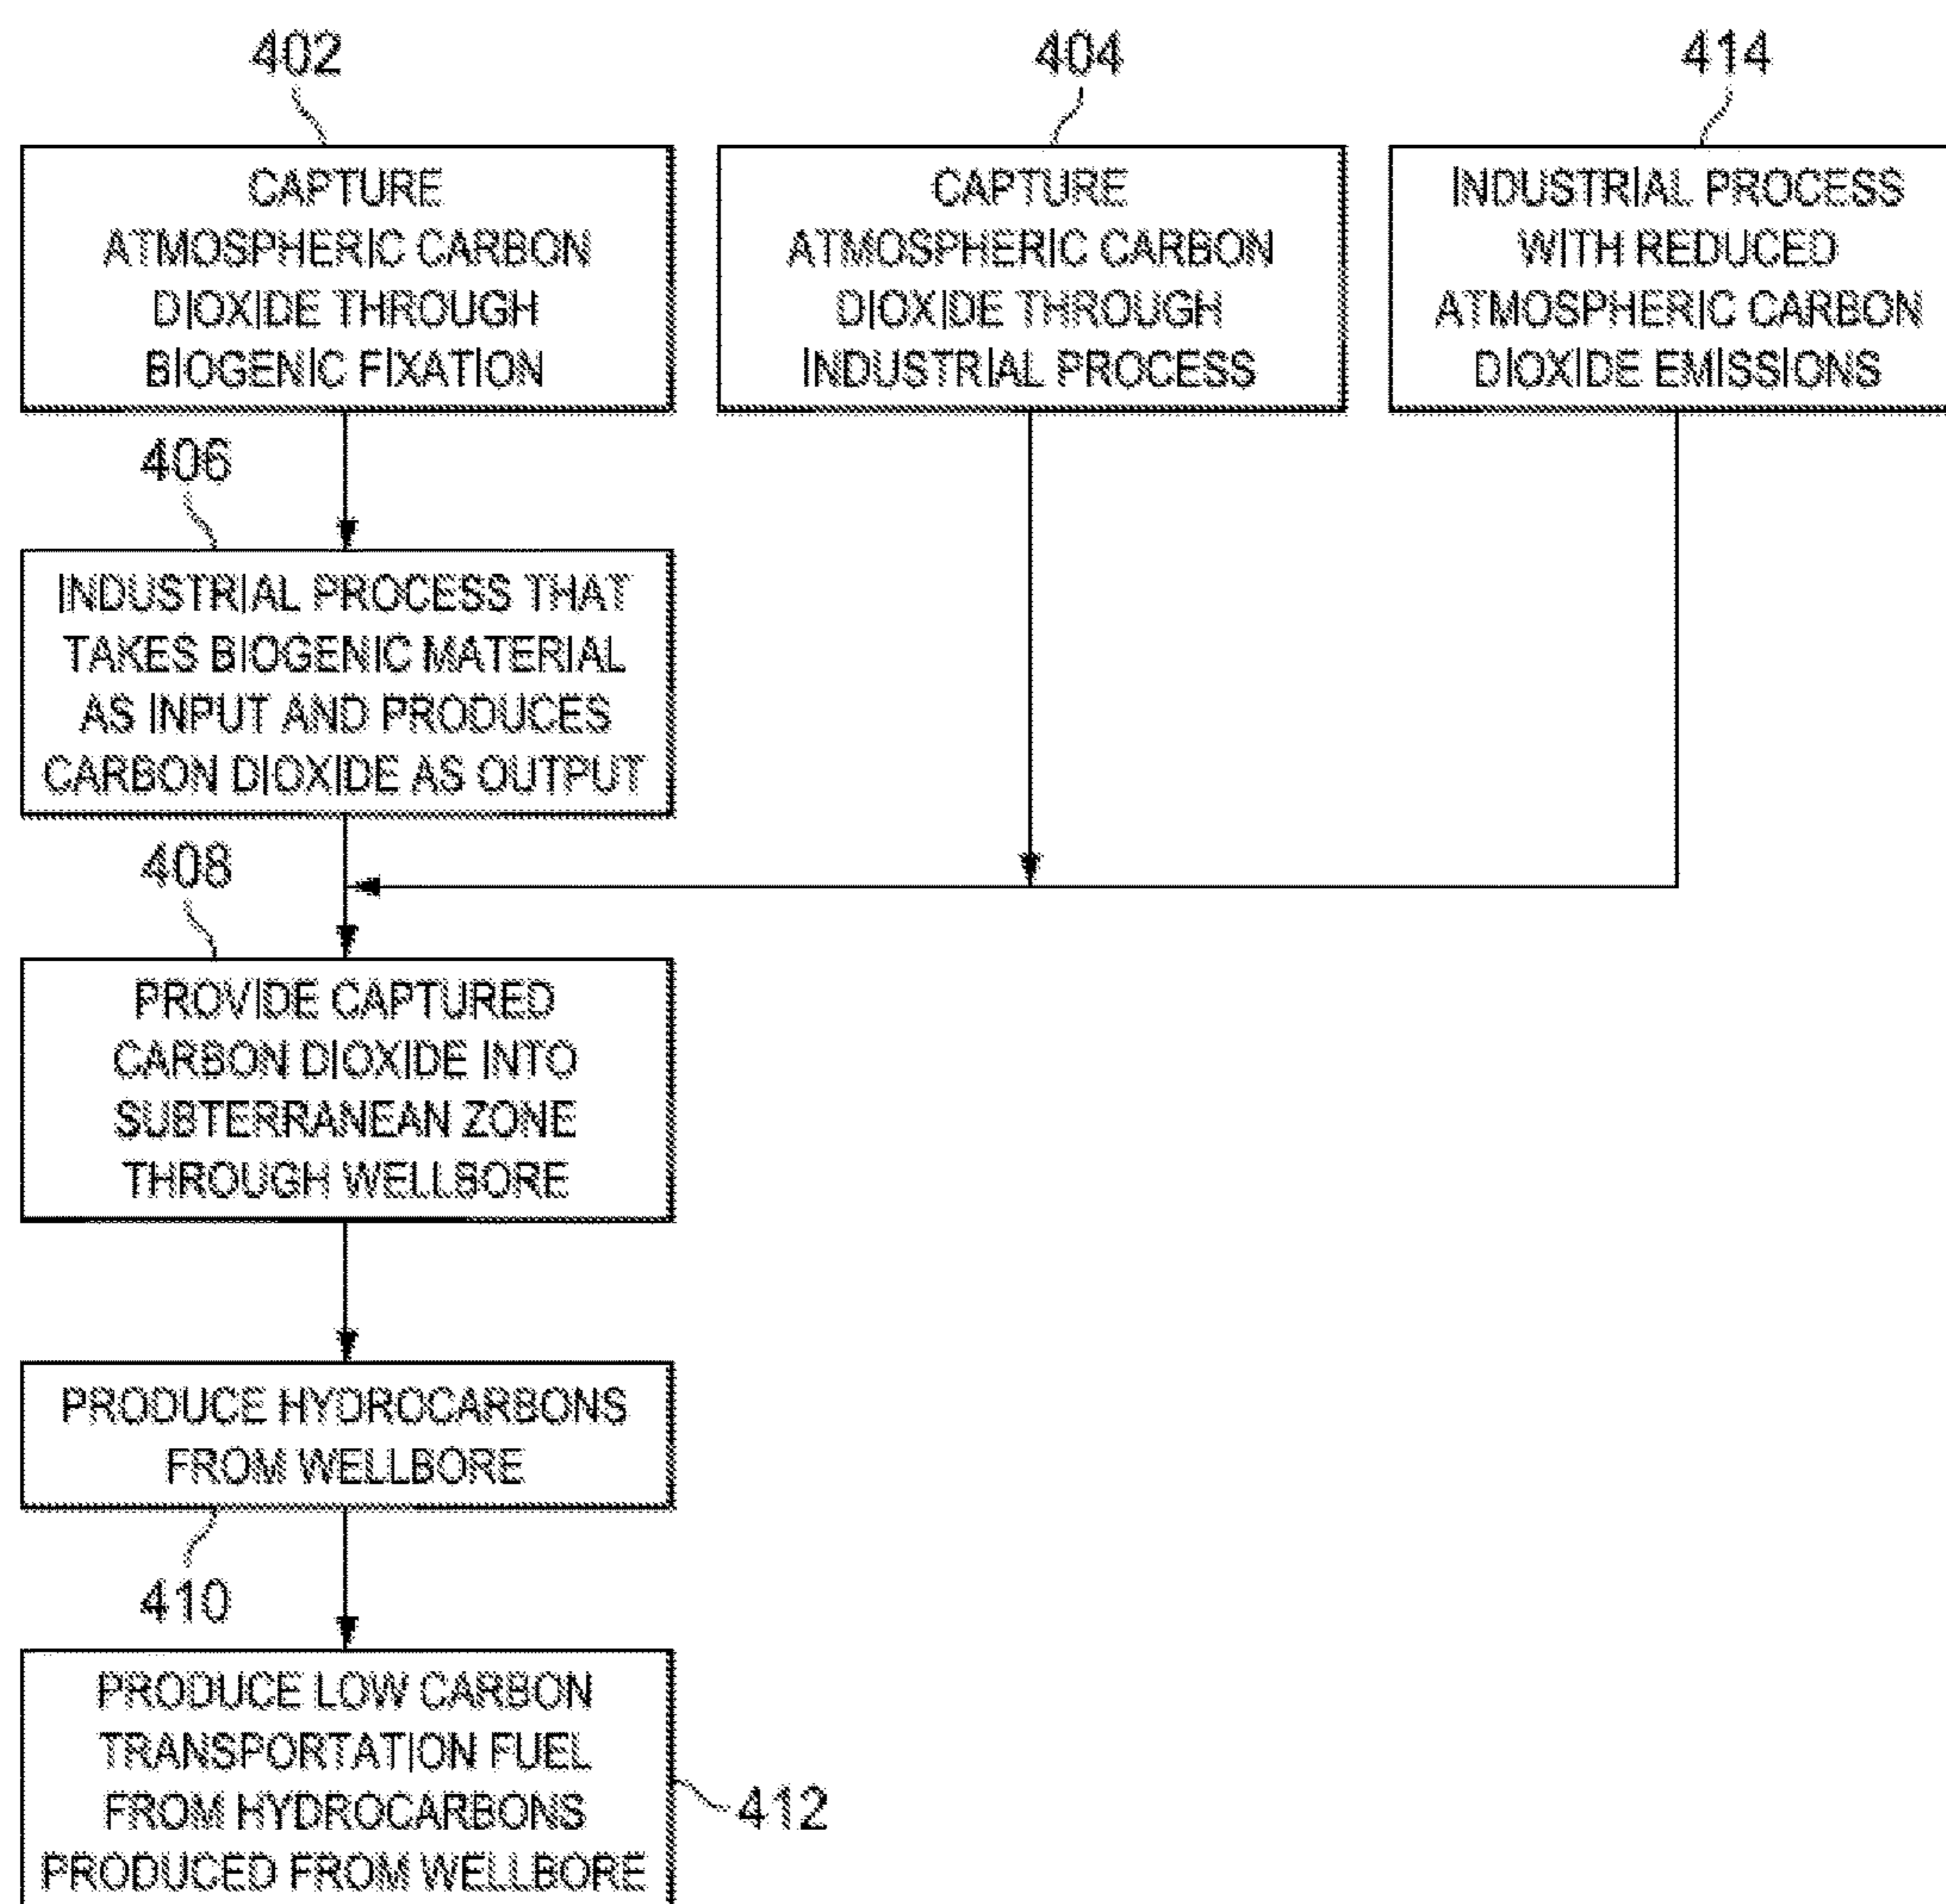 402
CAPTURE
ATMOSPHERIC CARBON
DIOXIDE THROUGH
BIOGENIC FIXATION
404
CAPTURE
ATMOSPHERIC CARBON
DIOXIDE THROUGH
INDUSTRIAL PROCESS
414
INDUSTRIAL PROCESS
WITH REDUCED
ATMOSPHERIC CARBON
DIOXIDE EMISSIONS
406
INDUSTRIAL PROCESS THAT
TAKES BIOGENIC MATERIAL
AS INPUT AND PRODUCES
CARBON DIOXIDE AS OUTPUT
408
PROVIDE CAPTURED
CARBON DIOXIDE INTO
SUBTERRANEAN ZONE
THROUGH WELLBORE
PRODUCE HYDROCARBONS
FROM WELLBORE
410
PRODUCE LOW CARBON
TRANSPORTATION FUEL
FROM HYDROCARBONS
PRODUCED FROM WELLBORE
412